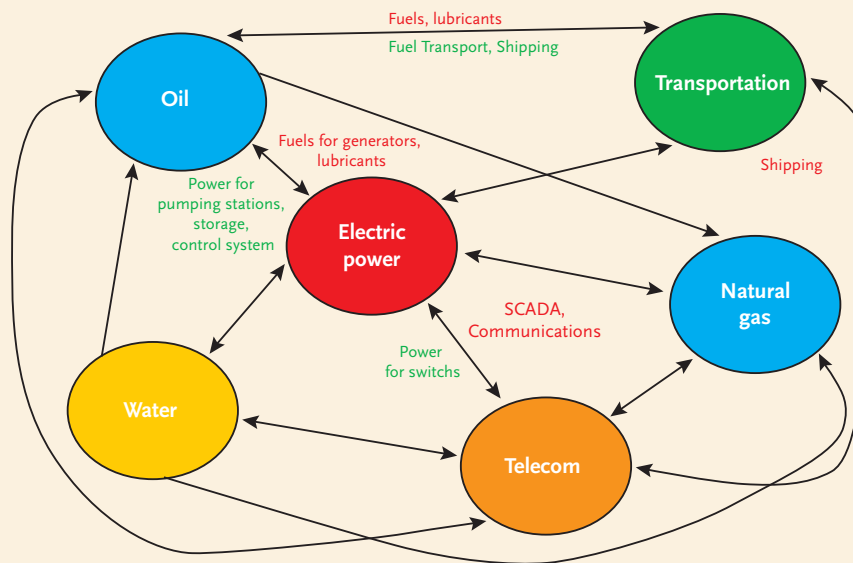 Fuels, lubricants
Fuel Transport, Shipping
Oil
Transportation
Fuels for generators,
lubricants
Shipping
Power for
pumping stations,
storage,
control system
Electric
power
Natural
gas
SCADA,
Communications
Power
for switchs
Water
Telecom